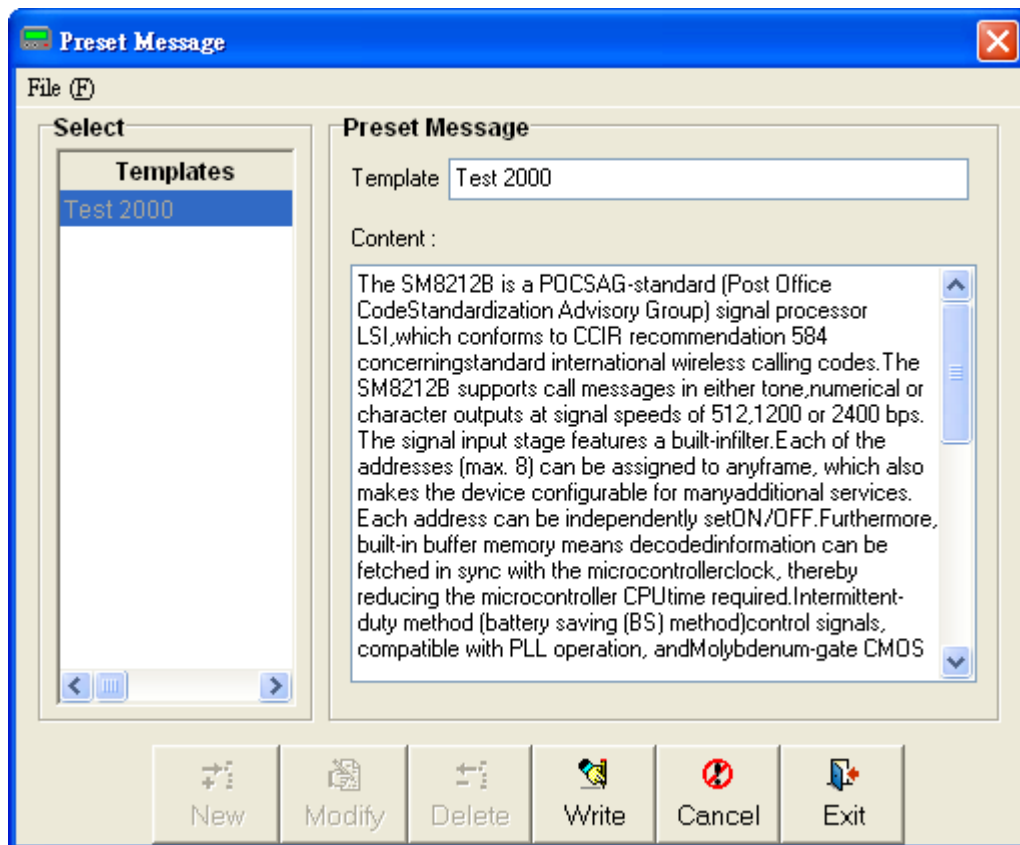 Preset Message
File (F)
Select
Templates
Test 2000
Preset Message
Template Test 2000
Content :
The SM8212B is a POCSAG-standard (Post Office
CodeStandardization Advisory Group) signal processor
LSI,which conforms to CCIR recommendation 584
concerningstandard international wireless calling codes.The
SM8212B supports call messages in either tone,numerical or
character outputs at signal speeds of 512,1200 or 2400 bps.
The signal input stage features a built-infilter.Each of the
addresses (max. 8) can be assigned to anyframe, which also
makes the device configurable for manyadditional services.
Each address can be independently setON/OFF.Furthermore,
built-in buffer memory means decodedinformation can be
fetched in sync with the microcontrollerclock, thereby
reducing the microcontroller CPUtime required.Intermittent-
duty method (battery saving (BS) method)control signals,
compatible with PLL operation, andMolybdenum-gate CMOS
New Modify Delete Write Cancel Exit